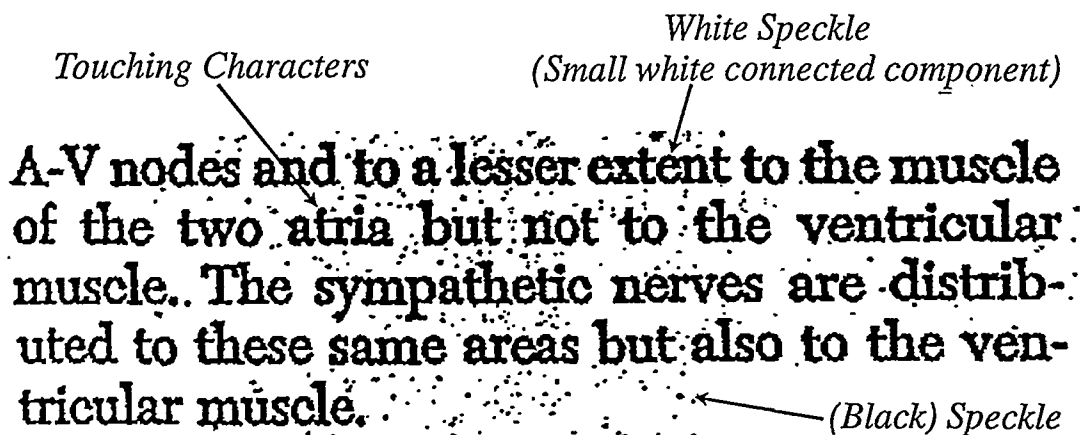 White Speckle
Touching Characters
(Small white connected component)
A-V nodes and to a lesser extent to the muscle
of the two atria but not to the ventricular
muscle. The sympathetic nerves are distrib-
uted to these same areas but also to the ven-
tricular muscle.
(Black) Speckle